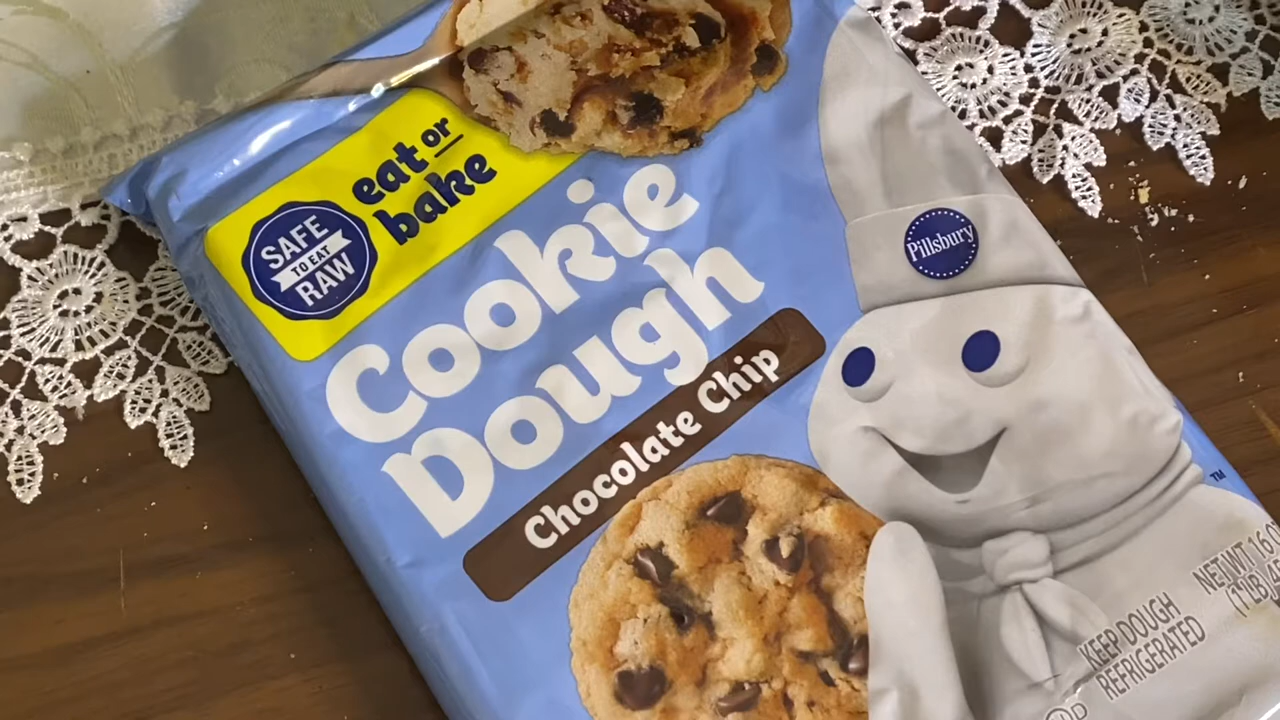 eat or
bake
SAFE
TO EAT
RAW
Cookie
Dough
Chocolate Chip
Pillsbury
TM
KEEP DOUGH
REFRIGERATED
NET WT 16
(1 LB)
D